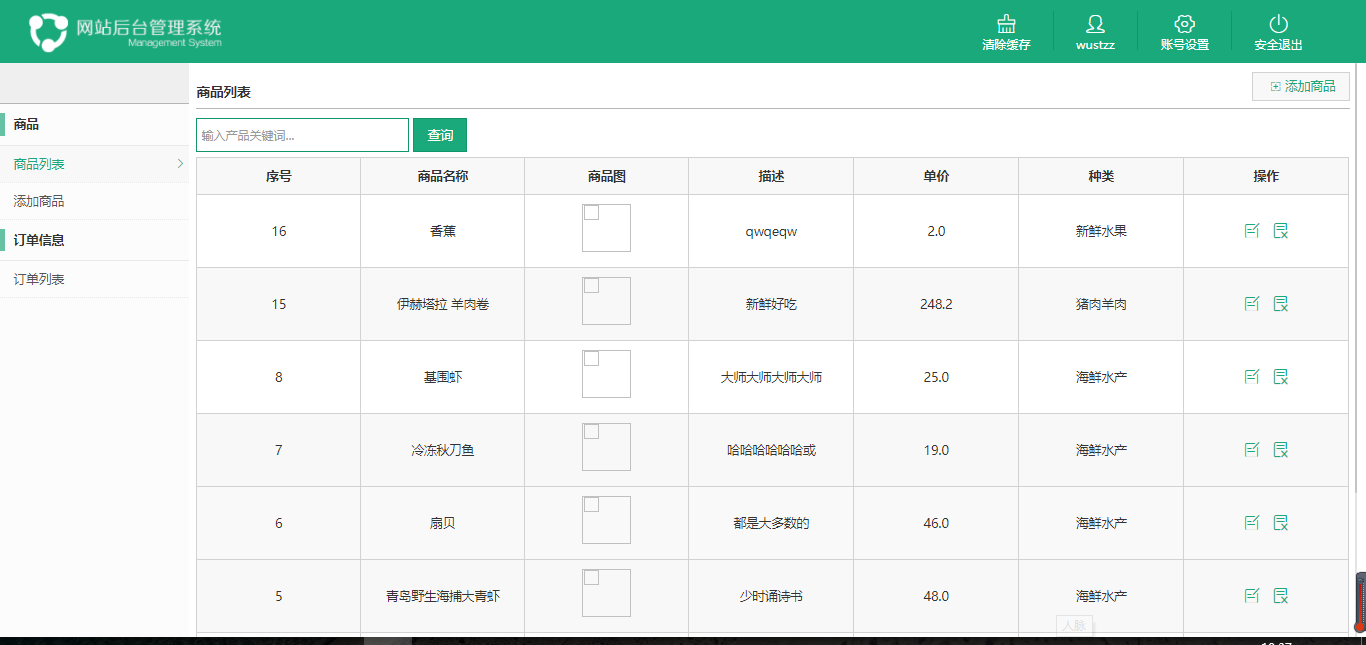 网站后台管理系统
Management System
清除缓存
wustzz
账号设置
安全退出
商品
商品列表
添加商品
订单信息
订单列表
商品列表
添加商品
输入产品关键词...
查询
序号 商品名称 商品图 描述 单价 种类 操作
16 香蕉 qwqeqw 2.0 新鲜水果
15 伊赫塔拉 羊肉卷 新鲜好吃 248.2 猪肉羊肉
8 基围虾 大师大师大师大师 25.0 海鲜水产
7 冷冻秋刀鱼 哈哈哈哈哈哈或 19.0 海鲜水产
6 扇贝 都是大多数的 46.0 海鲜水产
5 青岛野生海捕大青虾 少时诵诗书 48.0 海鲜水产
人脉